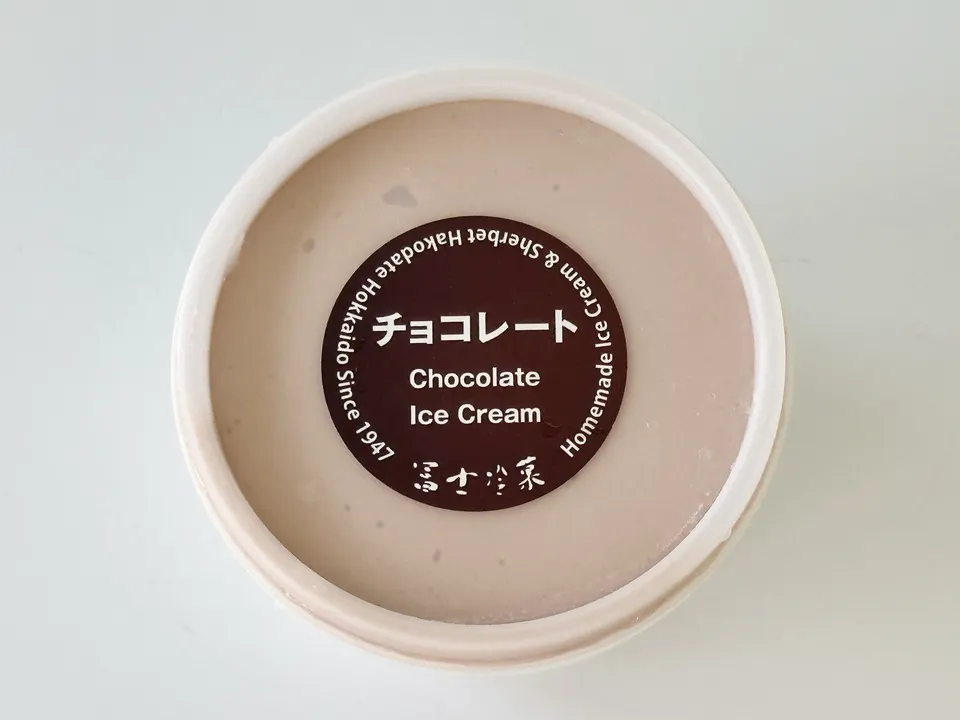 チョコレート
Chocolate
Ice Cream
冨士冷菓
Homemade Ice Cream & Sherbet Hakodate Hokkaido Since 1947